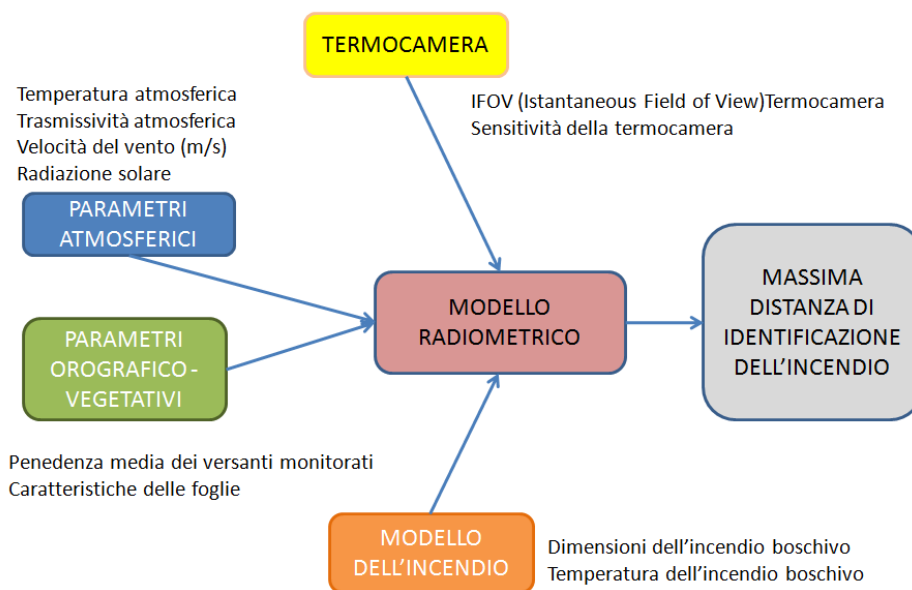 TERMOCAMERA
IFOV (Istantaneous Field of View)Termocamera
Sensitività della termocamera
Temperatura atmosferica
Trasmissività atmosferica
Velocità del vento (m/s)
Radiazione solare
PARAMETRI
ATMOSFERICI
PARAMETRI
OROGRAFICO -
VEGETATIVI
Penedenza media dei versanti monitorati
Caratteristiche delle foglie
MODELLO
RADIOMETRICO
MASSIMA
DISTANZA DI
IDENTIFICAZIONE
DELL'INCENDIO
MODELLO
DELL'INCENDIO
Dimensioni dell'incendio boschivo
Temperatura dell'incendio boschivo